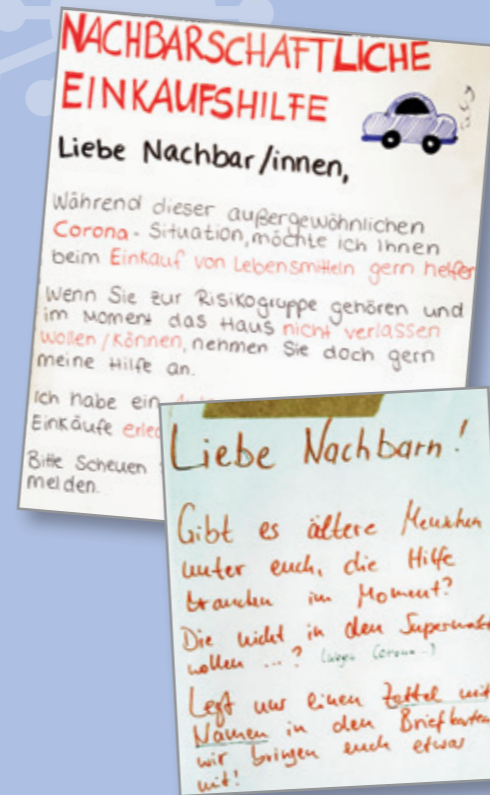 NACHBARSCHAFTLICHE
EINKAUFSHILFE
Liebe Nachbar/innen,
Während dieser außergewöhnlichen
Corona-Situation, möchte ich Ihnen
beim Einkauf von Lebensmitteln gern helfen
Wenn Sie zur Risikogruppe gehören und
im Moment das Haus nicht verlassen
wollen/können, nehmen Sie doch gern
meine Hilfe an.
Ich habe ein
Einkäufe
Bitte Scheuen
melden.
Liebe Nachbarn!
Gibt es ältere Menschen
unter euch, die Hilfe
brauchen im Moment?
Die nicht in den Supermarkt
wollen ...? (wegen Corona..)
Legt uns einen Zettel mit
Namen in den Briefkasten
wir bringen euch etwas
mit!